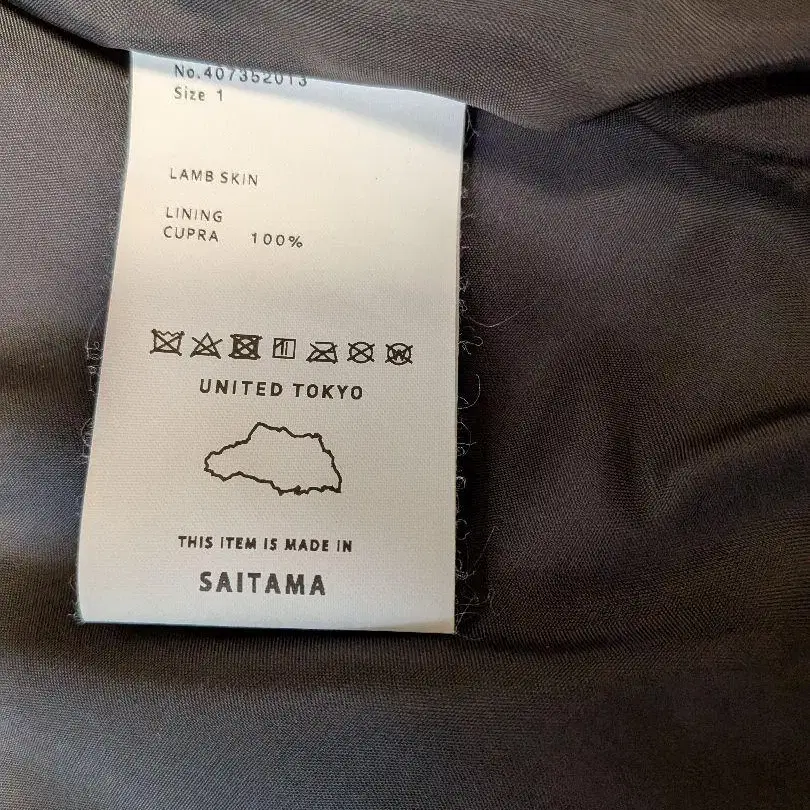 No.407352013
Size 1
LAMB SKIN
LINING
CUPRA 100%
UNITED TOKYO
THIS ITEM IS MADE IN
SAITAMA